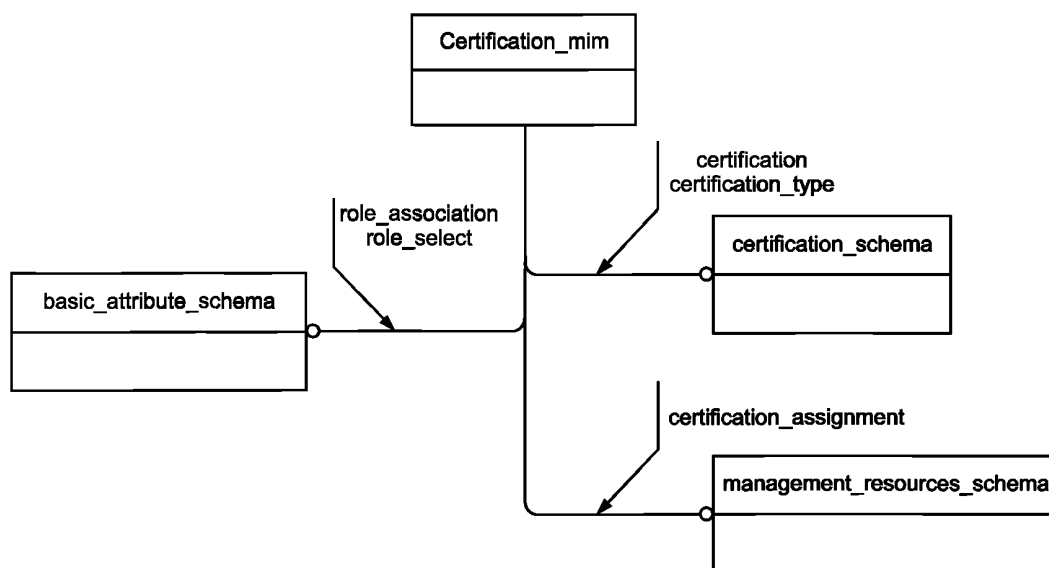 Certification_mim
certification
certification_type
role_association
role_select
certification_schema
basic_attribute_schema
certification_assignment
management_resources_schema